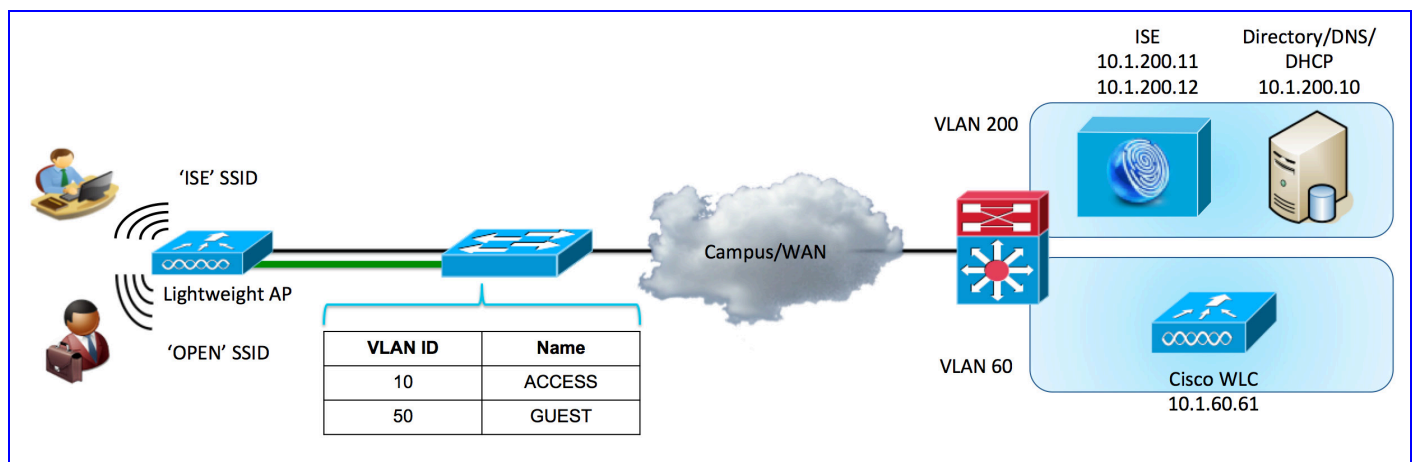 ‘ISE’ SSID
Lightweight AP
‘OPEN’ SSID
VLAN ID Name
10 ACCESS
50 GUEST
Campus/WAN
VLAN 200
ISE
10.1.200.11
10.1.200.12
Directory/DNS/
DHCP
10.1.200.10
VLAN 60
Cisco WLC
10.1.60.61